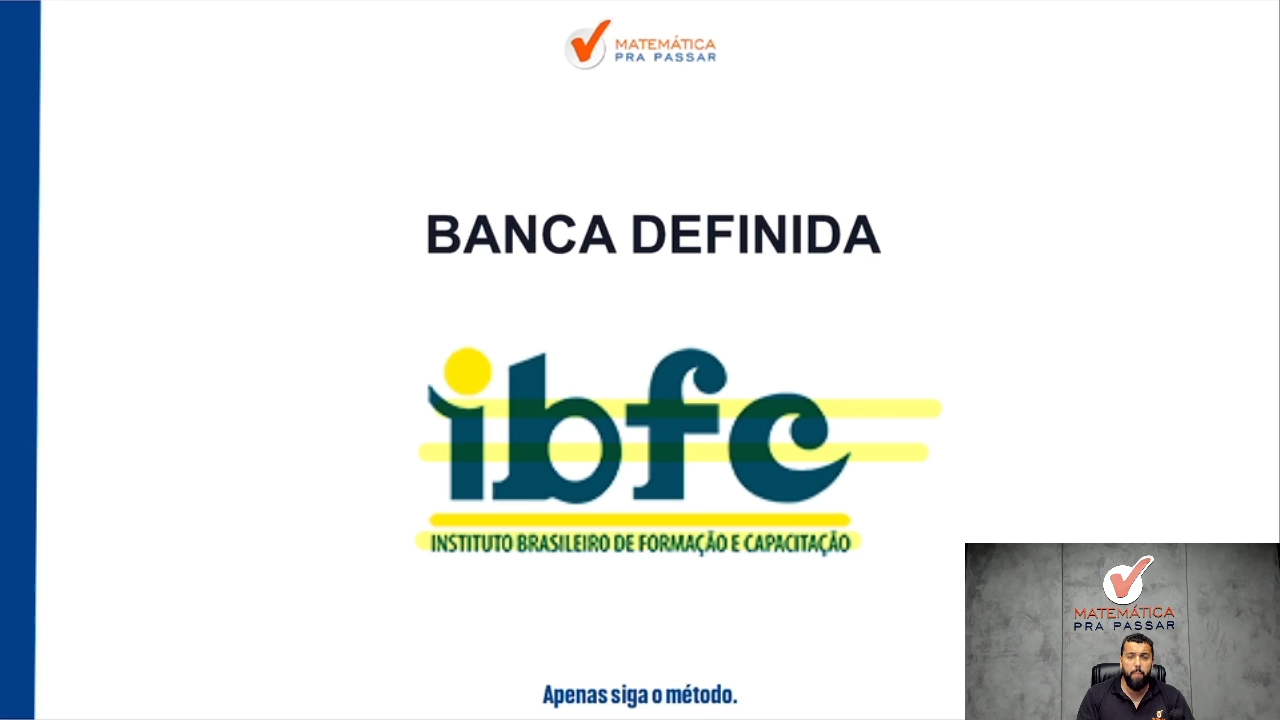 MATEMÁTICA
PRA PASSAR
BANCA DEFINIDA
ibfc
INSTITUTO BRASILEIRO DE FORMAÇÃO E CAPACITAÇÃO
MATEMÁTICA
PRA PASSAR
Apenas siga o método.